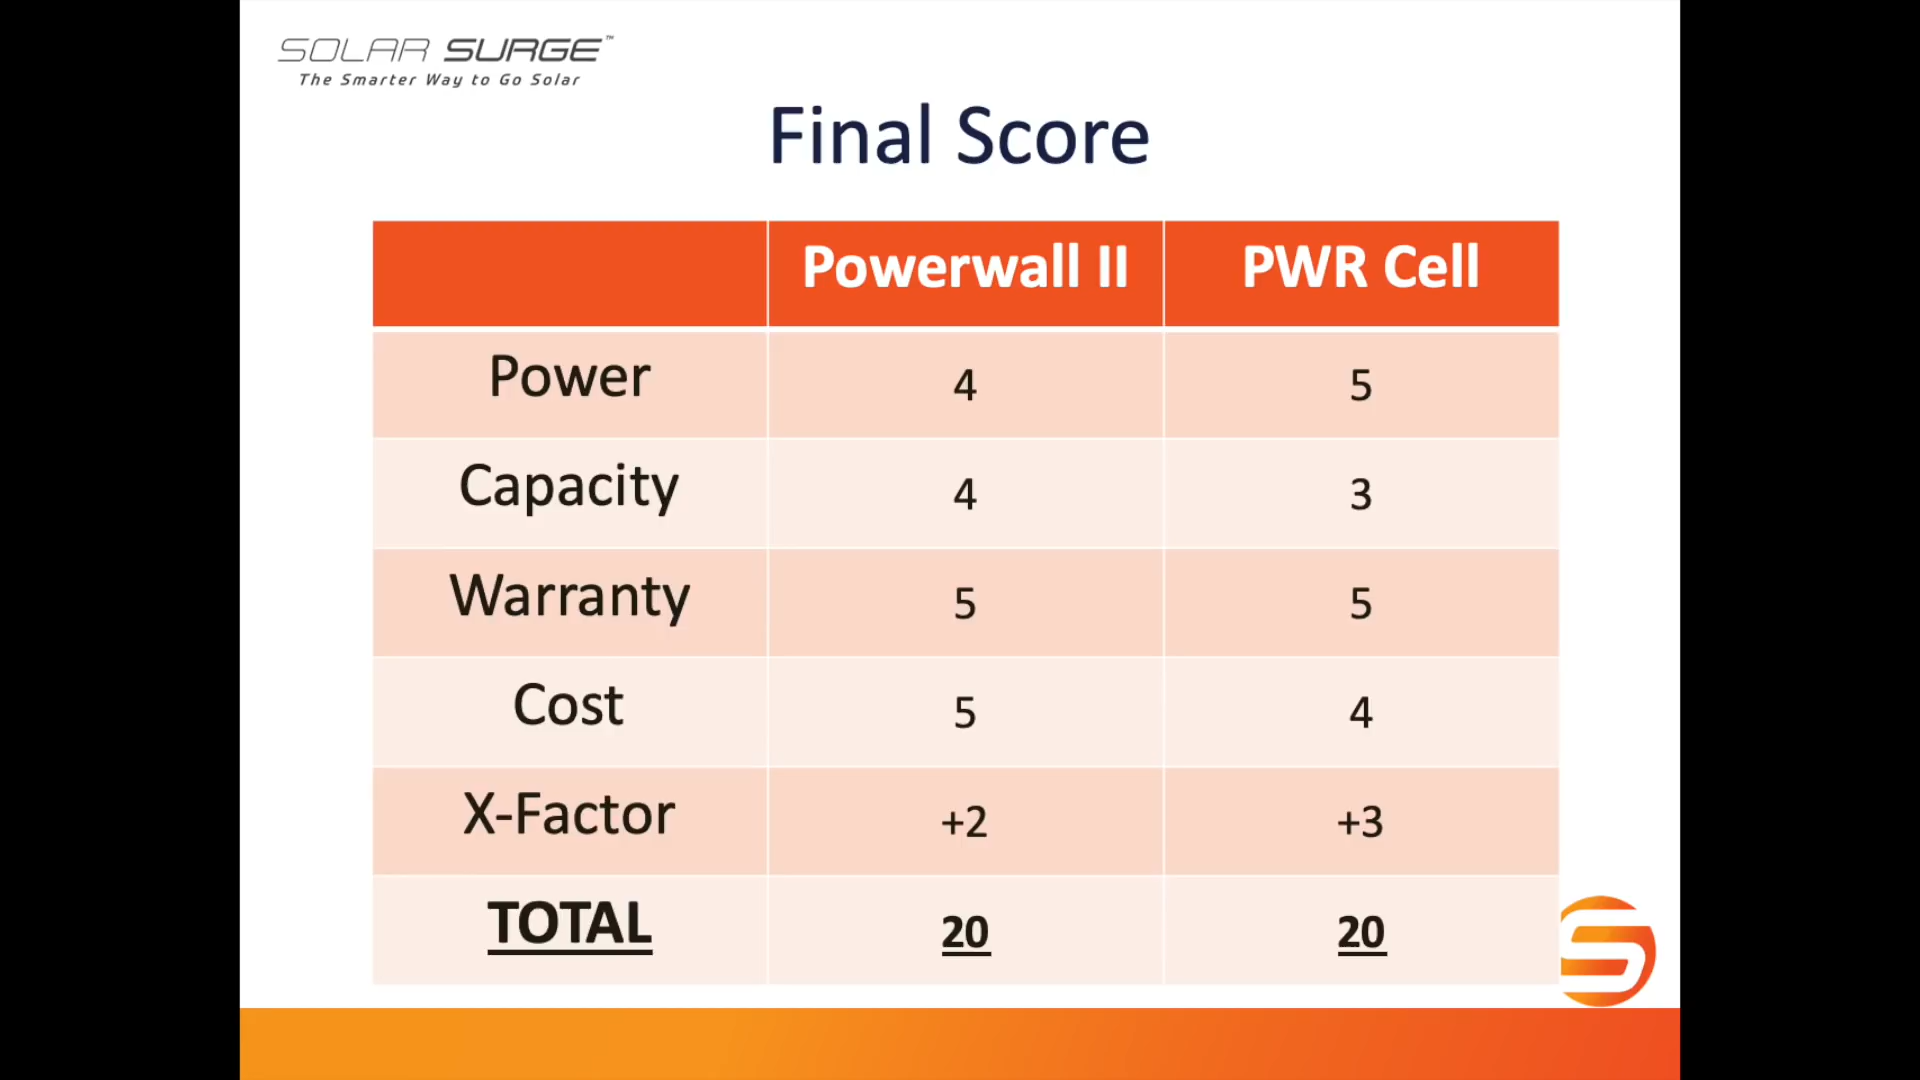 SOLAR SURGE™
The Smarter Way to Go Solar
Final Score
Powerwall II PWR Cell
Power 4 5
Capacity 4 3
Warranty 5 5
Cost 5 4
X-Factor +2 +3
TOTAL 20 20